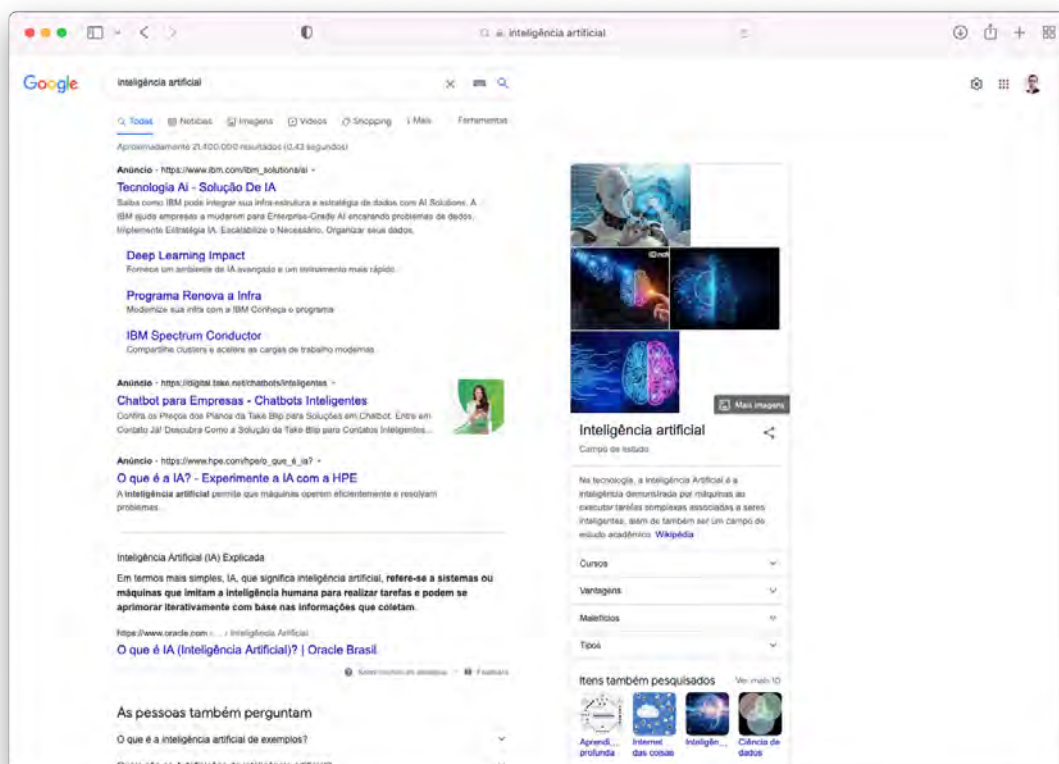 inteligência artificial
Google
inteligência artificial
Todas Notícias Imagens Vídeos Shopping Mais Ferramentas
Aproximadamente 21.400.000 resultados (0,43 segundos)
Anúncio · https://www.ibm.com/ibm_solutions/ai
Tecnologia Ai - Solução De IA
Saiba como IBM pode integrar sua infra-estrutura e estratégia de dados com AI Solutions. A
IBM ajuda empresas a mudarem para Enterprise-Grade AI encarando problemas de dados.
Implemente Estratégia IA. Escalabilize o Necessário. Organizar seus dados.
Deep Learning Impact
Fornece um ambiente de IA avançado e um treinamento mais rápido
Programa Renova a Infra
Modernize sua infra com a IBM Conheça o programa
IBM Spectrum Conductor
Compartilhe clusters e acelere as cargas de trabalho modernas
Anúncio · https://digital.take.net/chatbots/inteligentes
Chatbot para Empresas - Chatbots Inteligentes
Confira os Preços dos Planos da Take Blip para Soluções em Chatbot. Entre em
Contato Já! Descubra Como a Solução da Take Blip para Contatos Inteligentes...
Anúncio · https://www.hpe.com/hpe/o_que_é_ia?
O que é a IA? - Experimente a IA com a HPE
A inteligência artificial permite que máquinas operem eficientemente e resolvam
problemas.
Inteligência Artificial (IA) Explicada
Em termos mais simples, IA, que significa inteligência artificial, refere-se a sistemas ou
máquinas que imitam a inteligência humana para realizar tarefas e podem se
aprimorar iterativamente com base nas informações que coletam.
https://www.oracle.com › ... › Inteligência Artificial
O que é IA (Inteligência Artificial)? | Oracle Brasil
Feedback
As pessoas também perguntam
O que é a inteligência artificial de exemplos?
Mais imagens
Inteligência artificial
Campo de estudo
Na tecnologia, a Inteligência Artificial é a
inteligência demonstrada por máquinas ao
executar tarefas complexas associadas a seres
inteligentes, além de também ser um campo de
estudo acadêmico. Wikipédia
Cursos
Vantagens
Malefícios
Tipos
Itens também pesquisados Ver mais 10
Aprendi... profunda
Internet das coisas
Inteligên...
Ciência de dados